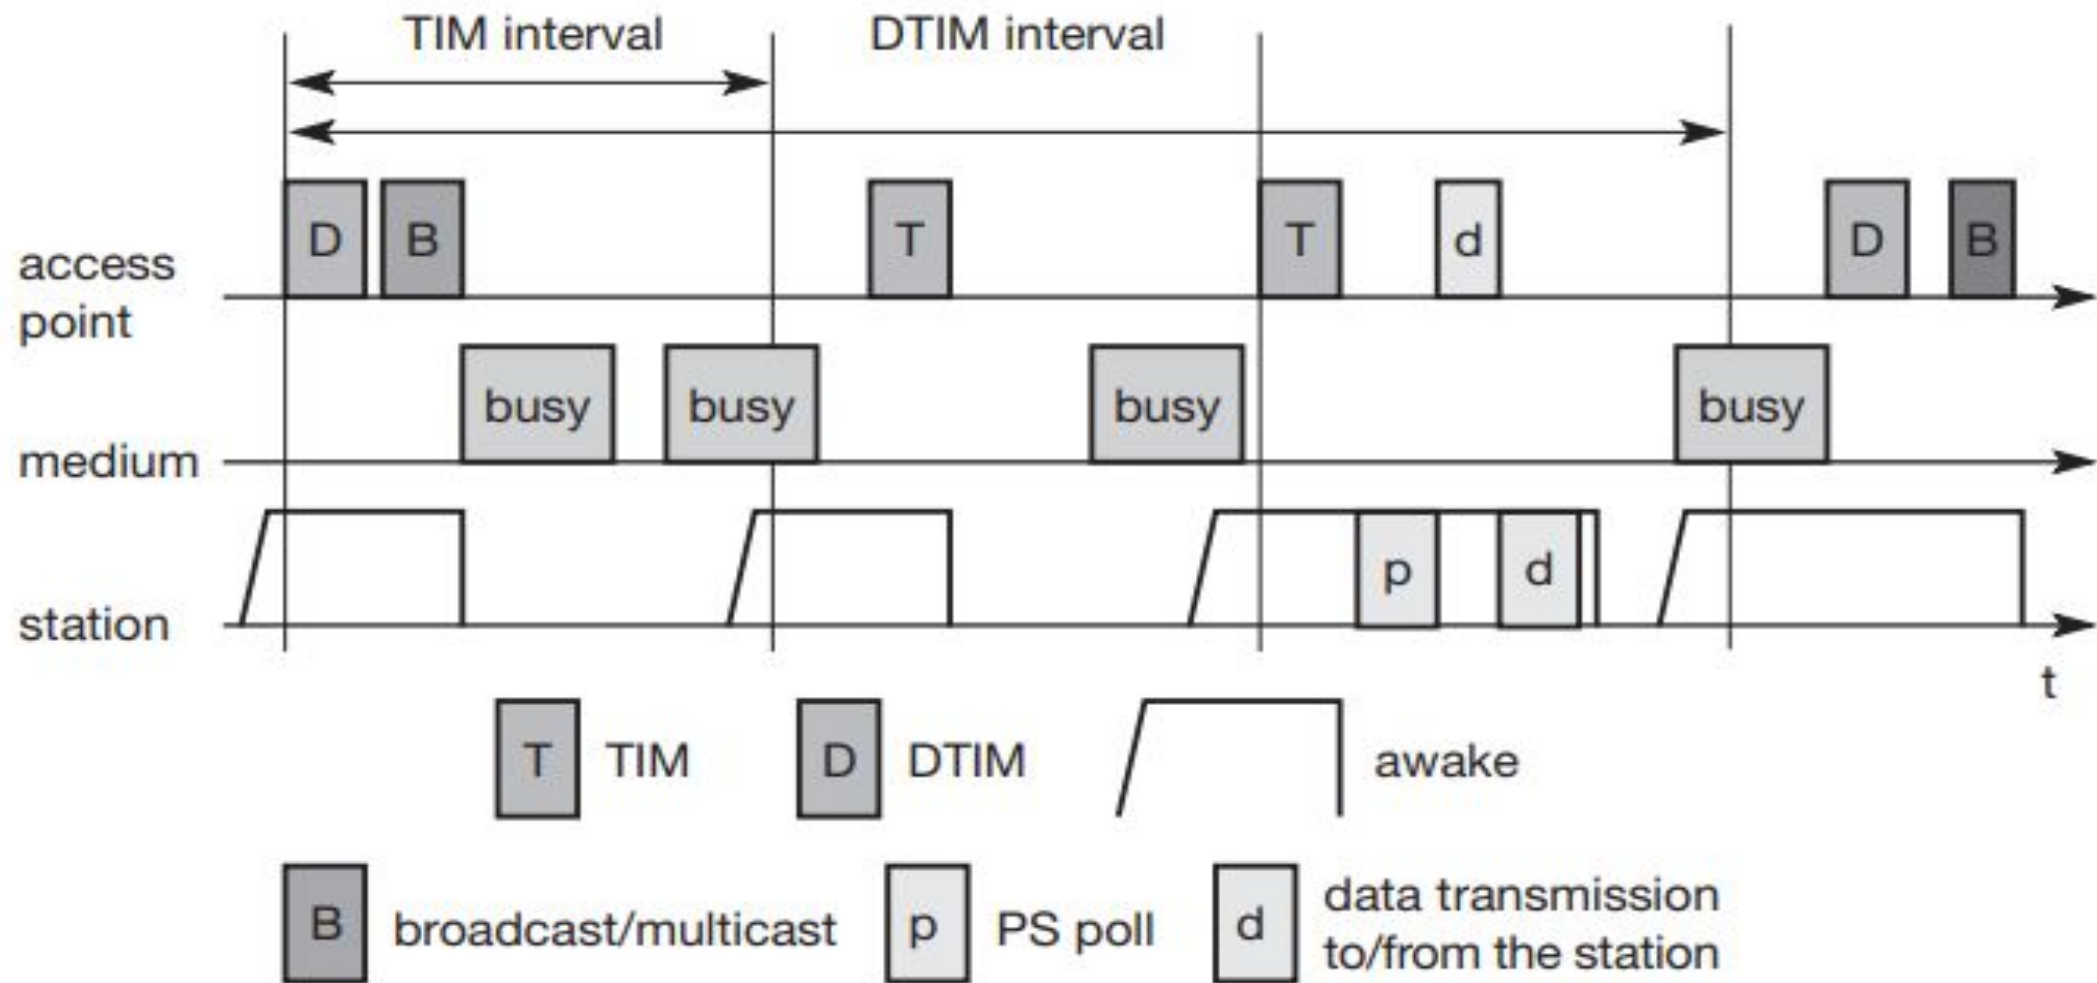 TIM interval
DTIM interval
D
B
T
T
d
D
B
access
point
busy
busy
busy
busy
medium
p
d
station
t
T
TIM
D
DTIM
awake
B
broadcast/multicast
p
PS poll
d
data transmission
to/from the station